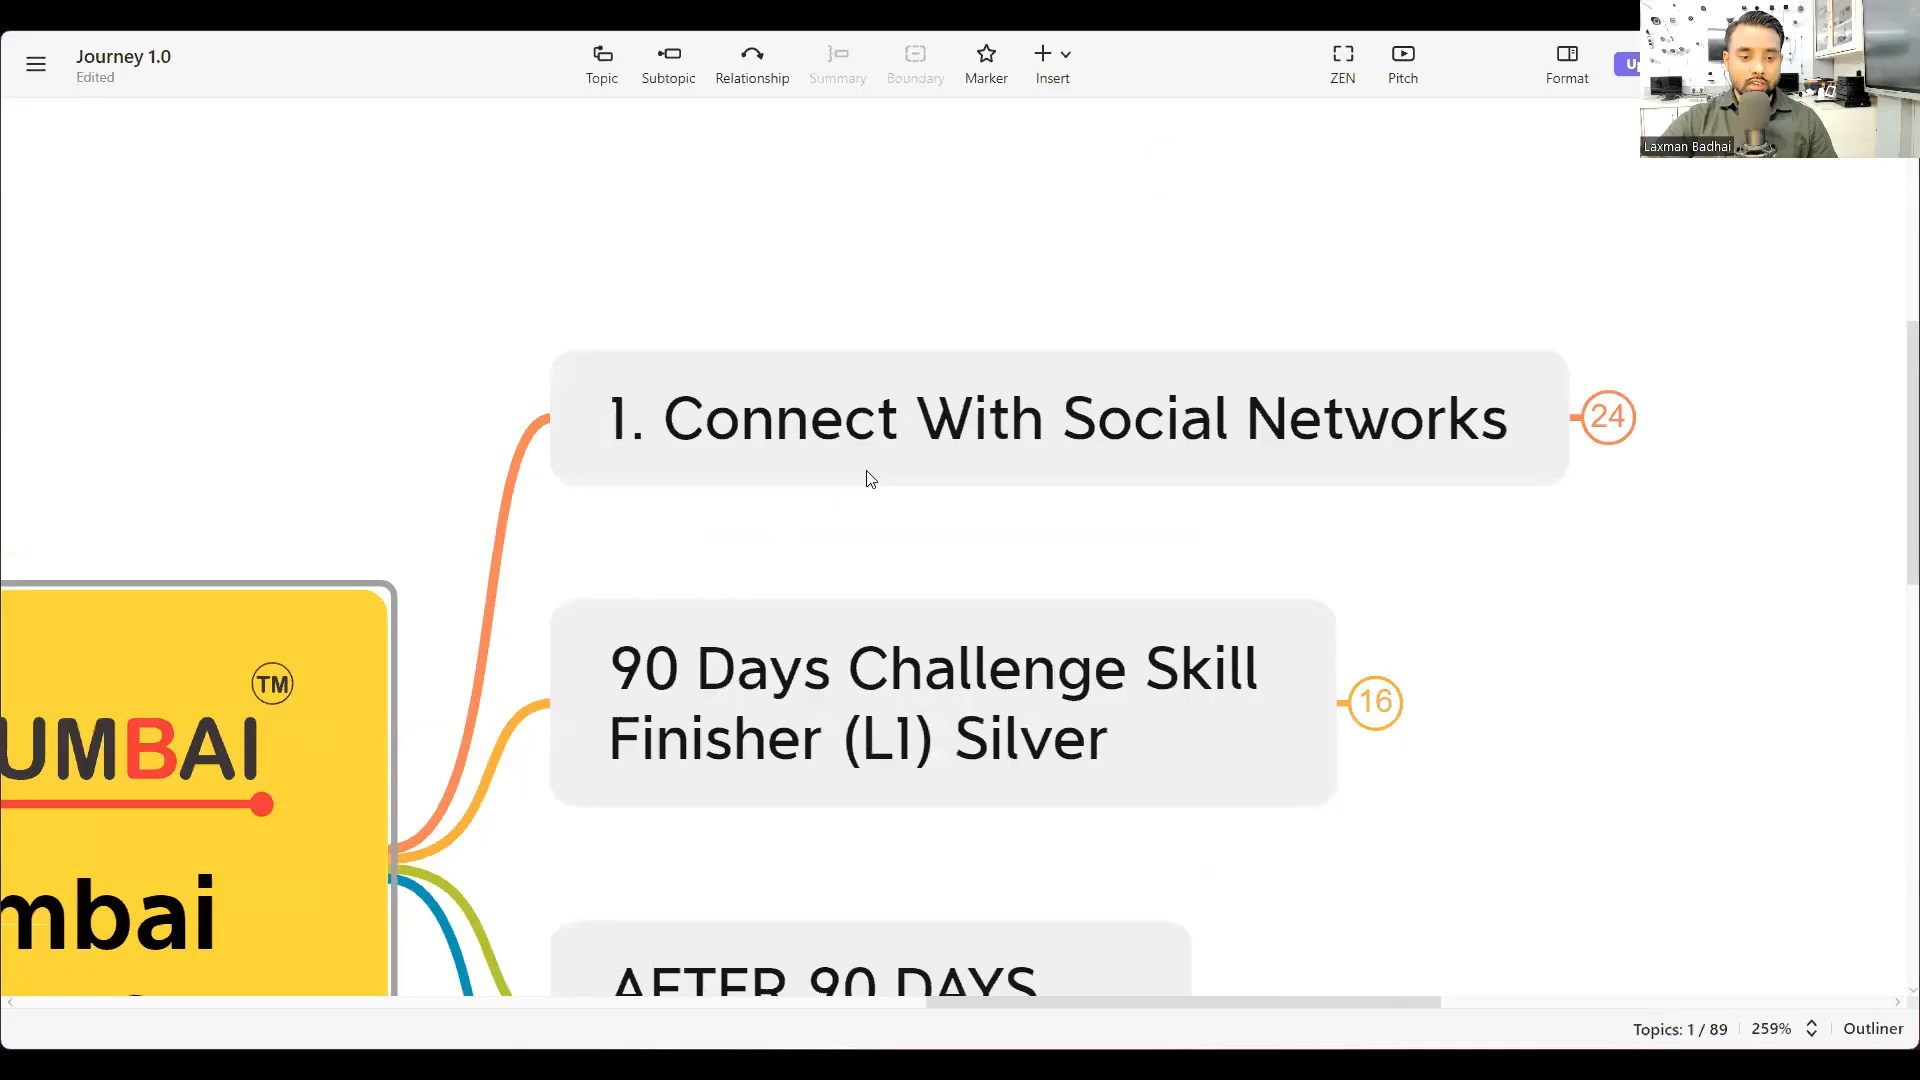 Journey 1.0
Edited
Topic
Subtopic
Relationship
Summary
Boundary
Marker
Insert
ZEN
Pitch
Format
Laxman Badhai
1. Connect With Social Networks
24
90 Days Challenge Skill
Finisher (L1) Silver
16
TM
UMBAI
mbai
AFTER 90 DAYS
Topics: 1 / 89
259%
Outliner